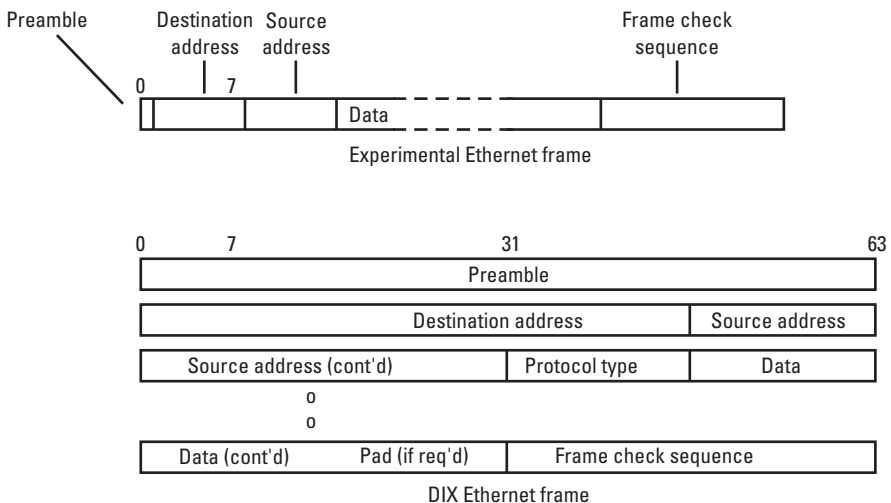 Preamble
Destination address
Source address
Frame check sequence
0 7
Data
Experimental Ethernet frame
0 7 31 63
Preamble
Destination address Source address
Source address (cont'd) Protocol type Data
o
o
Data (cont'd) Pad (if req'd) Frame check sequence
DIX Ethernet frame